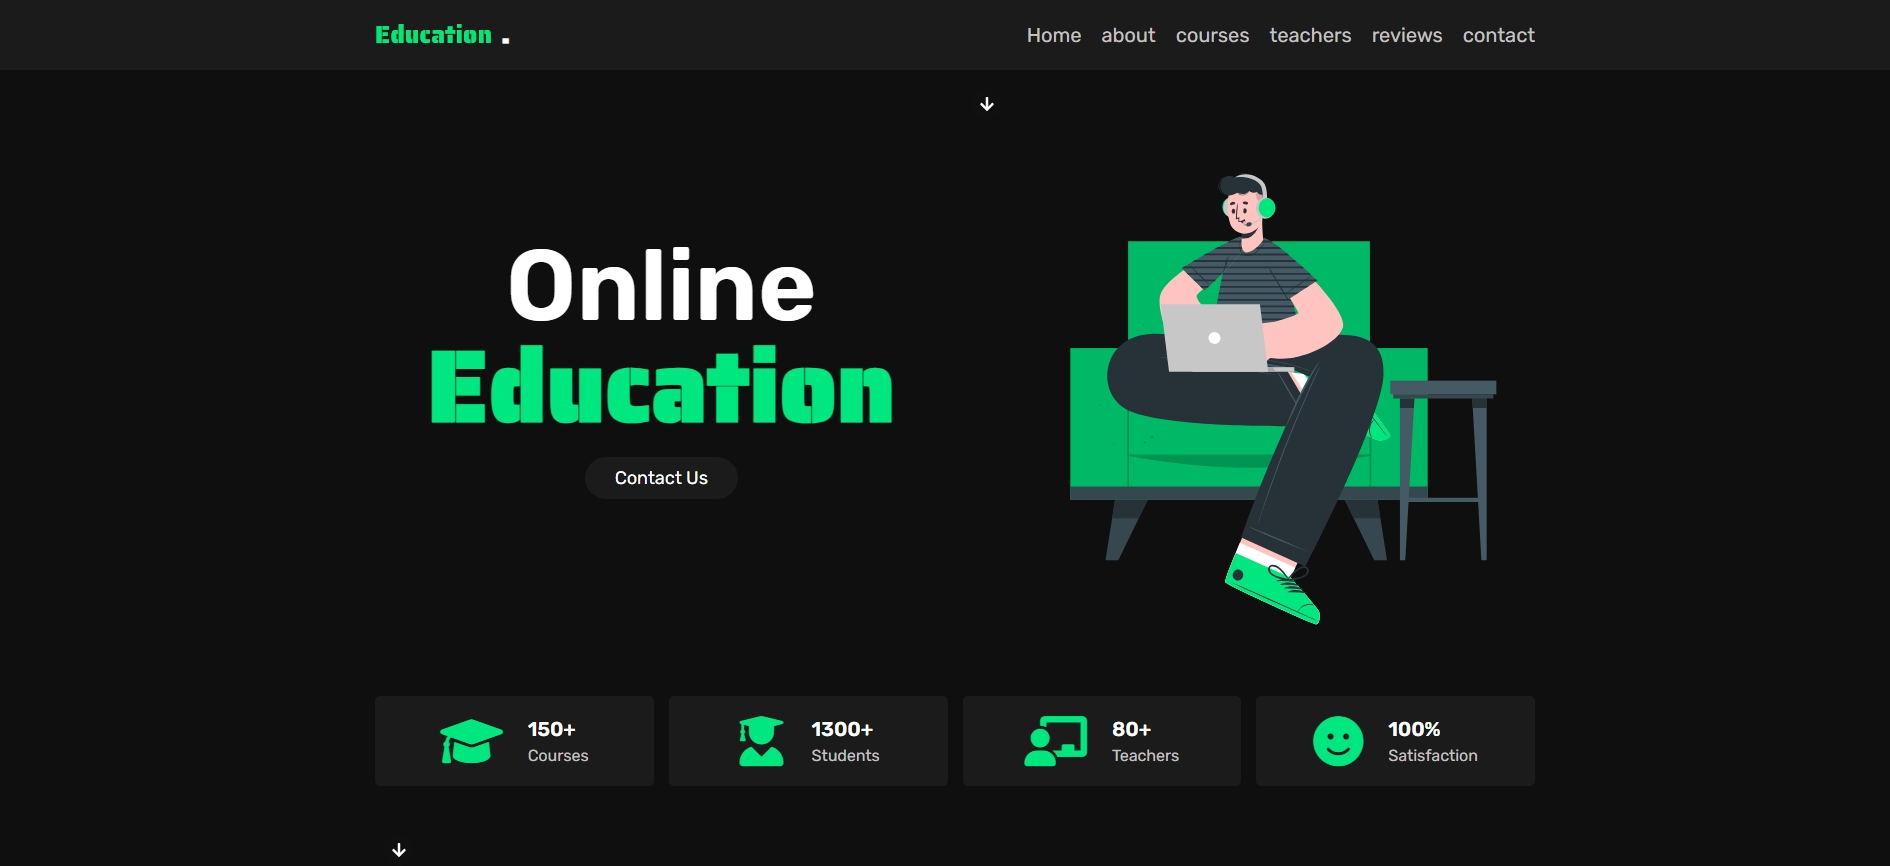 Education .
Home about courses teachers reviews contact
Online
Education
Contact Us
150+
Courses
1300+
Students
80+
Teachers
100%
Satisfaction